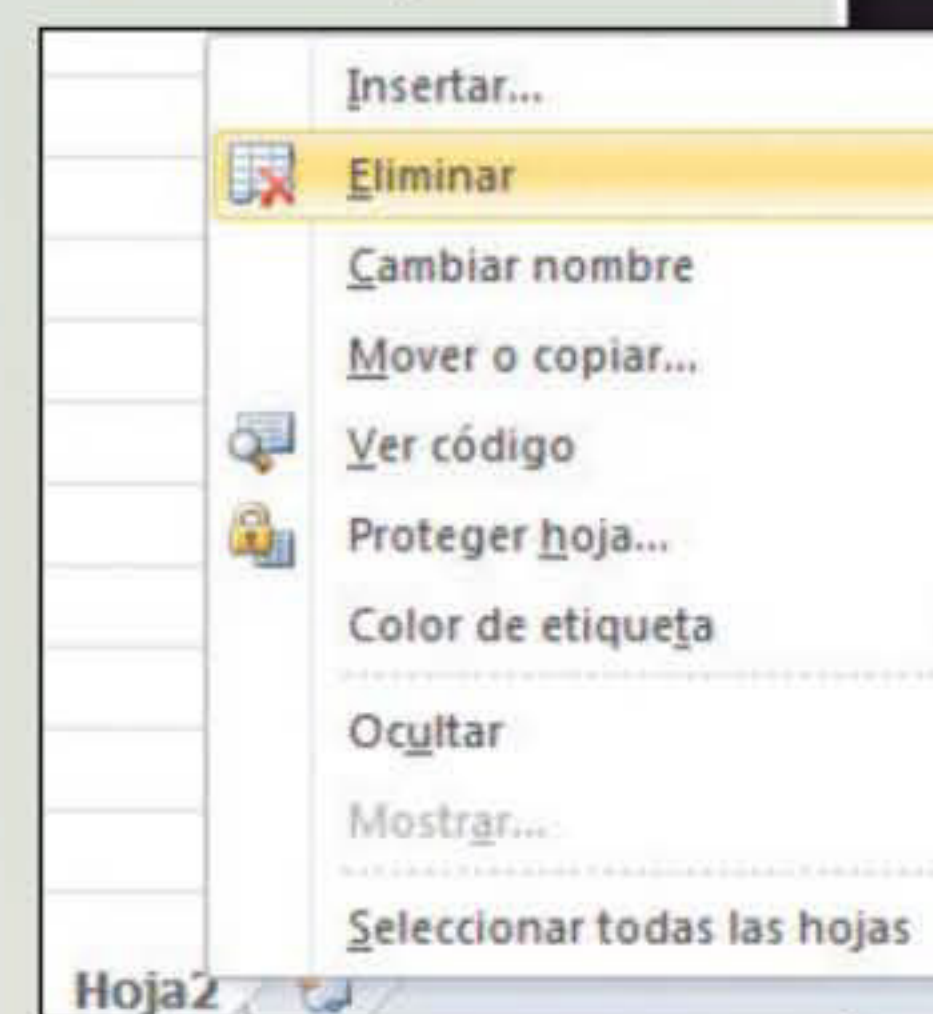 Insertar...
Eliminar
Cambiar nombre
Mover o copiar...
Ver código
Proteger hoja...
Color de etiqueta
Ocultar
Mostrar...
Seleccionar todas las hojas
Hoja2